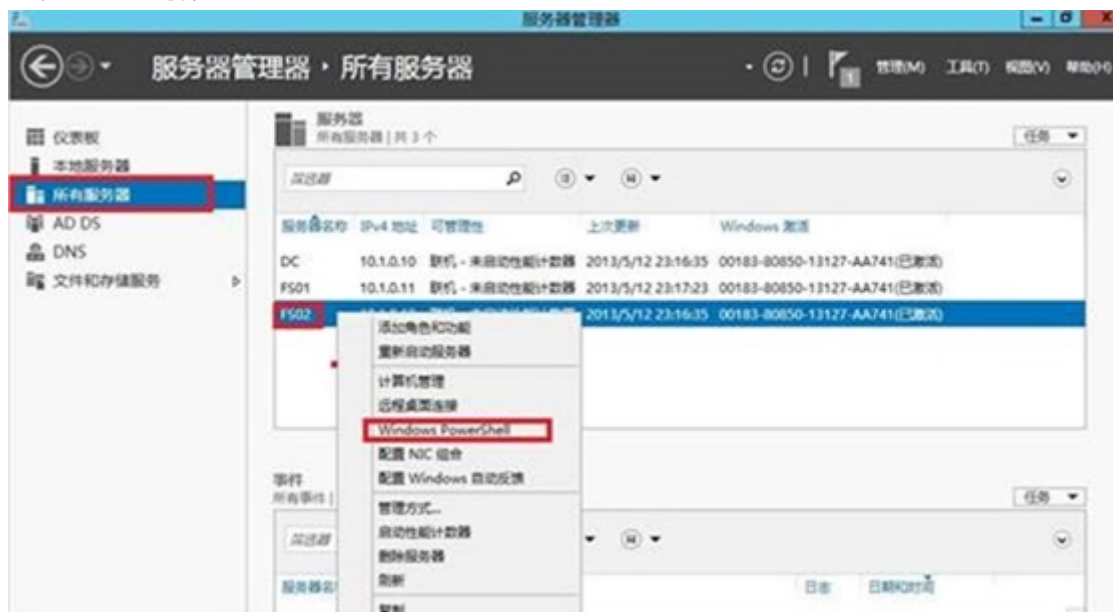 服务器管理器
服务器管理器 · 所有服务器
管理(M) 工具(T) 视图(V) 帮助(H)
仪表板
本地服务器
所有服务器
AD DS
DNS
文件和存储服务
服务器
所有服务器 | 共 3 个
任务
筛选器
服务器名称 IPv4 地址 可管理性 上次更新 Windows 激活
DC 10.1.0.10 联机 - 未启动性能计数器 2013/5/12 23:16:35 00183-80850-13127-AA741(已激活)
FS01 10.1.0.11 联机 - 未启动性能计数器 2013/5/12 23:17:23 00183-80850-13127-AA741(已激活)
FS02 2013/5/12 23:16:35 00183-80850-13127-AA741(已激活)
添加角色和功能
重新启动服务器
计算机管理
远程桌面连接
Windows PowerShell
配置 NIC 组合
配置 Windows 自动反馈
管理方式...
启动性能计数器
删除服务器
刷新
复制
事件
所有事件 |
任务
筛选器
服务器名 日志 日期和时间